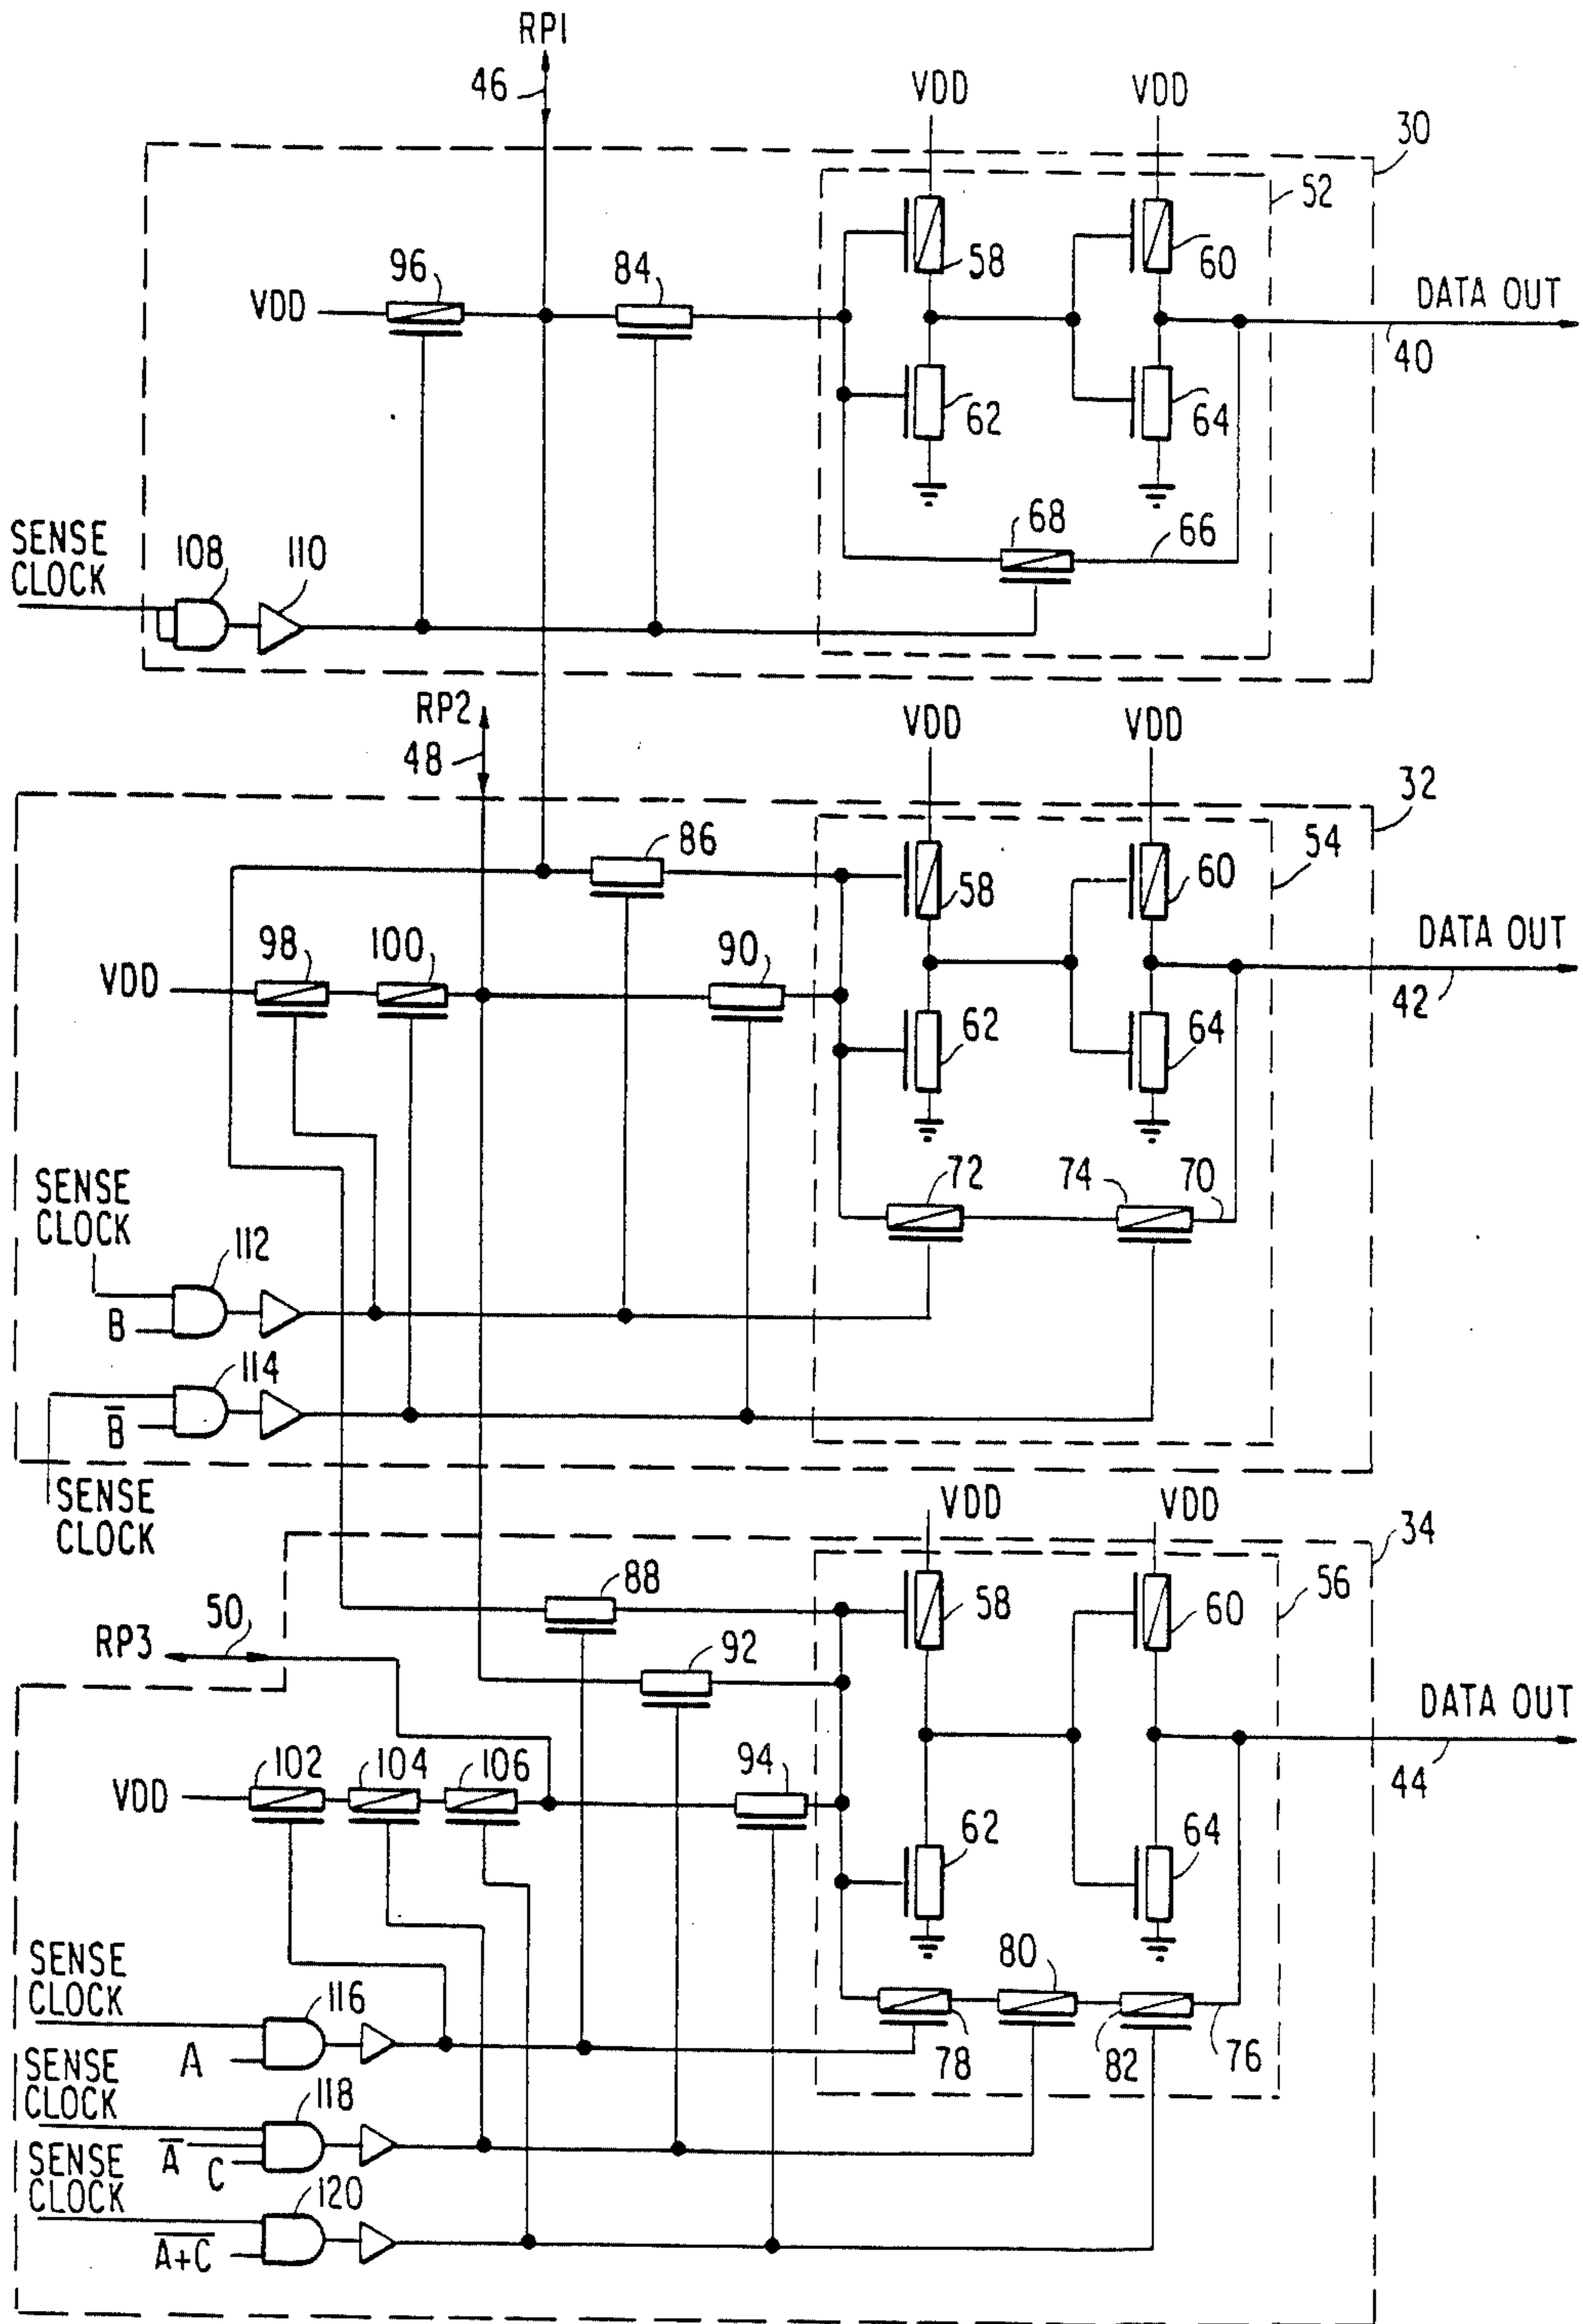 RP1
46
VDD
VDD
30
52
96
84
58
60
VDD
DATA OUT
40
62
64
SENSE
CLOCK
108
110
68
66
RP2
48
VDD
VDD
32
86
54
58
60
98
100
90
VDD
DATA OUT
42
62
64
SENSE
CLOCK
72
74
70
112
B
114
B̅
SENSE
CLOCK
VDD
VDD
34
88
56
RP3
50
58
60
92
DATA OUT
44
102
104
106
94
VDD
62
64
80
SENSE
CLOCK
116
A
78
82
76
SENSE
CLOCK
118
A̅
C
SENSE
CLOCK
120
A̅+̅C̅